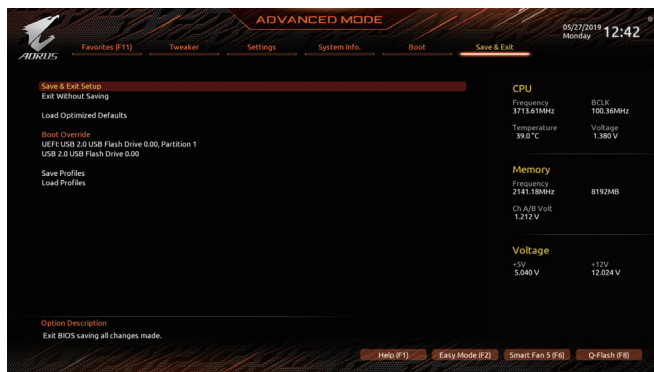 ADVANCED MODE
05/27/2019
Monday
12:42
AORUS
Favorites (F11) Tweaker Settings System Info. Boot Save & Exit
Save & Exit Setup
Exit Without Saving
Load Optimized Defaults
Boot Override
UEFI: USB 2.0 USB Flash Drive 0.00, Partition 1
USB 2.0 USB Flash Drive 0.00
Save Profiles
Load Profiles
CPU
Frequency BCLK
3713.61MHz 100.36MHz
Temperature Voltage
39.0 °C 1.380 V
Memory
Frequency
2141.18MHz 8192MB
Ch A/B Volt
1.212 V
Voltage
+5V +12V
5.040 V 12.024 V
Option Description
Exit BIOS saving all changes made.
Help (F1) Easy Mode (F2) Smart Fan 5 (F6) Q-Flash (F8)